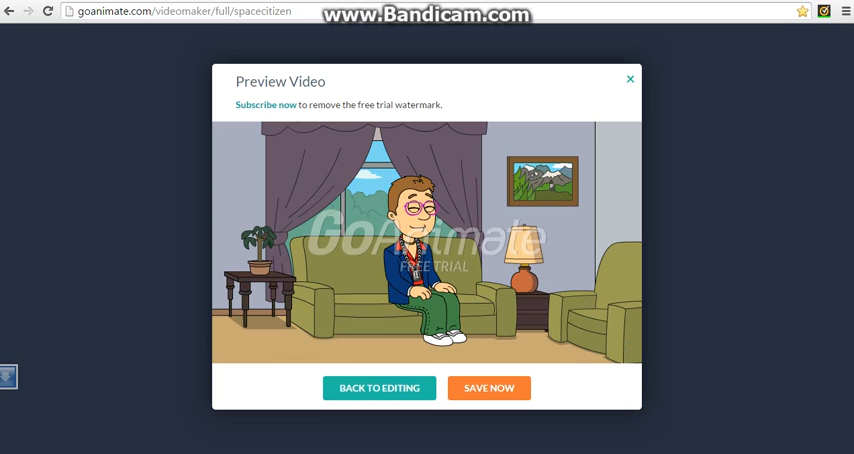 goanimate.com/videomaker/full/spacecitizen
www.Bandicam.com
Preview Video
Subscribe now to remove the free trial watermark.
GoAnimate
FREE TRIAL
BACK TO EDITING
SAVE NOW